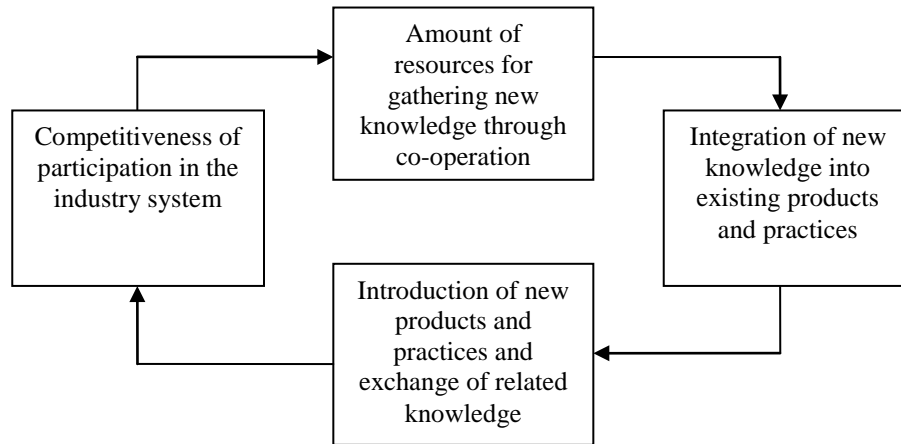 Amount of
resources for
gathering new
knowledge through
co-operation
Competitiveness of
participation in the
industry system
Integration of new
knowledge into
existing products
and practices
Introduction of new
products and
practices and
exchange of related
knowledge